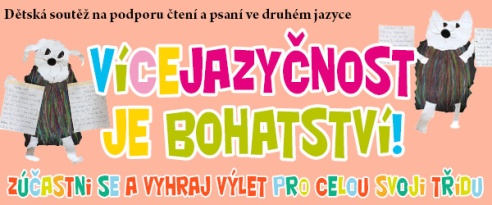 Dětská soutěž na podporu čtení a psaní ve druhém jazyce
VÍCEJAZYČNOST
JE BOHATSTVÍ!
ZÚČASTNI SE A VYHRAJ VÝLET PRO CELOU SVOJI TŘÍDU